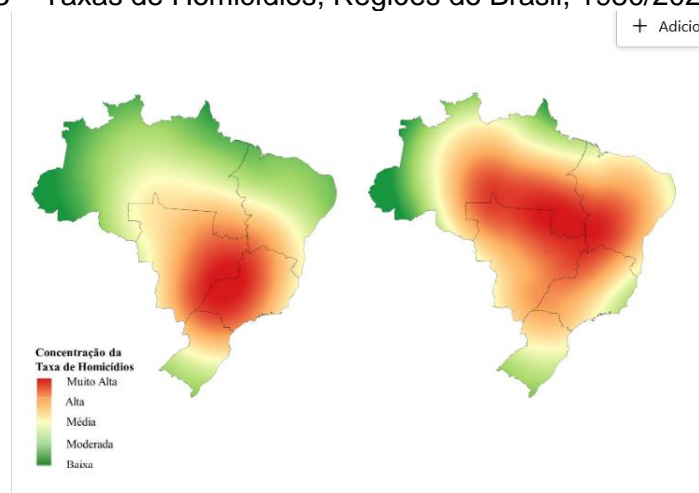 Taxas de Homicídios, Regiões do Brasil,
Adicio
Concentração da
Taxa de Homicídios
Muito Alta
Alta
Média
Moderada
Baixa